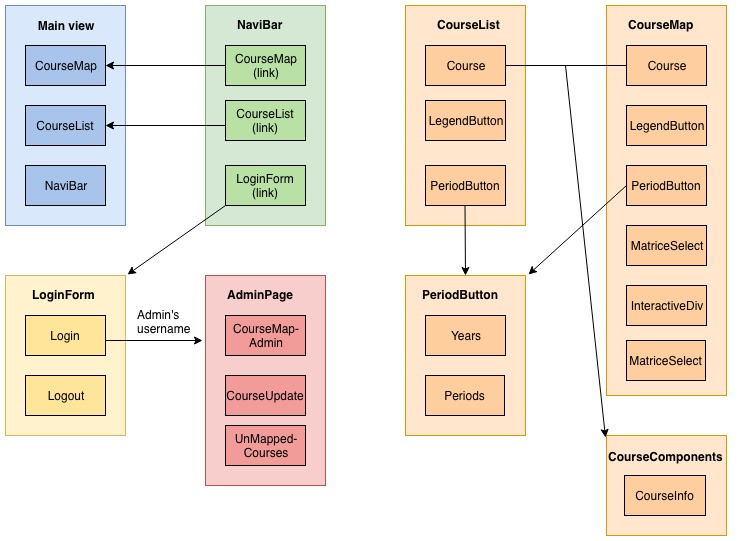 Main view
CourseMap
CourseList
NaviBar
NaviBar
CourseMap
(link)
CourseList
(link)
LoginForm
(link)
CourseList
Course
LegendButton
PeriodButton
CourseMap
Course
LegendButton
PeriodButton
MatriceSelect
InteractiveDiv
MatriceSelect
LoginForm
Login
Logout
Admin's
username
AdminPage
CourseMap-
Admin
CourseUpdate
UnMapped-
Courses
PeriodButton
Years
Periods
CourseComponents
CourseInfo